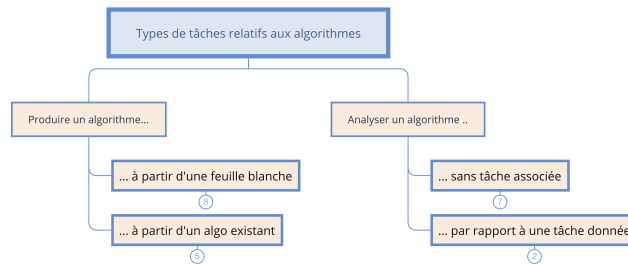 Types de tâches relatifs aux algorithmes
Produire un algorithme...
Analyser un algorithme ..
... à partir d'une feuille blanche
8
... sans tâche associée
7
... à partir d'un algo existant
5
... par rapport à une tâche donnée
2